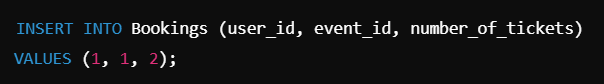 INSERT INTO Bookings (user_id, event_id, number_of_tickets)
VALUES (1, 1, 2);